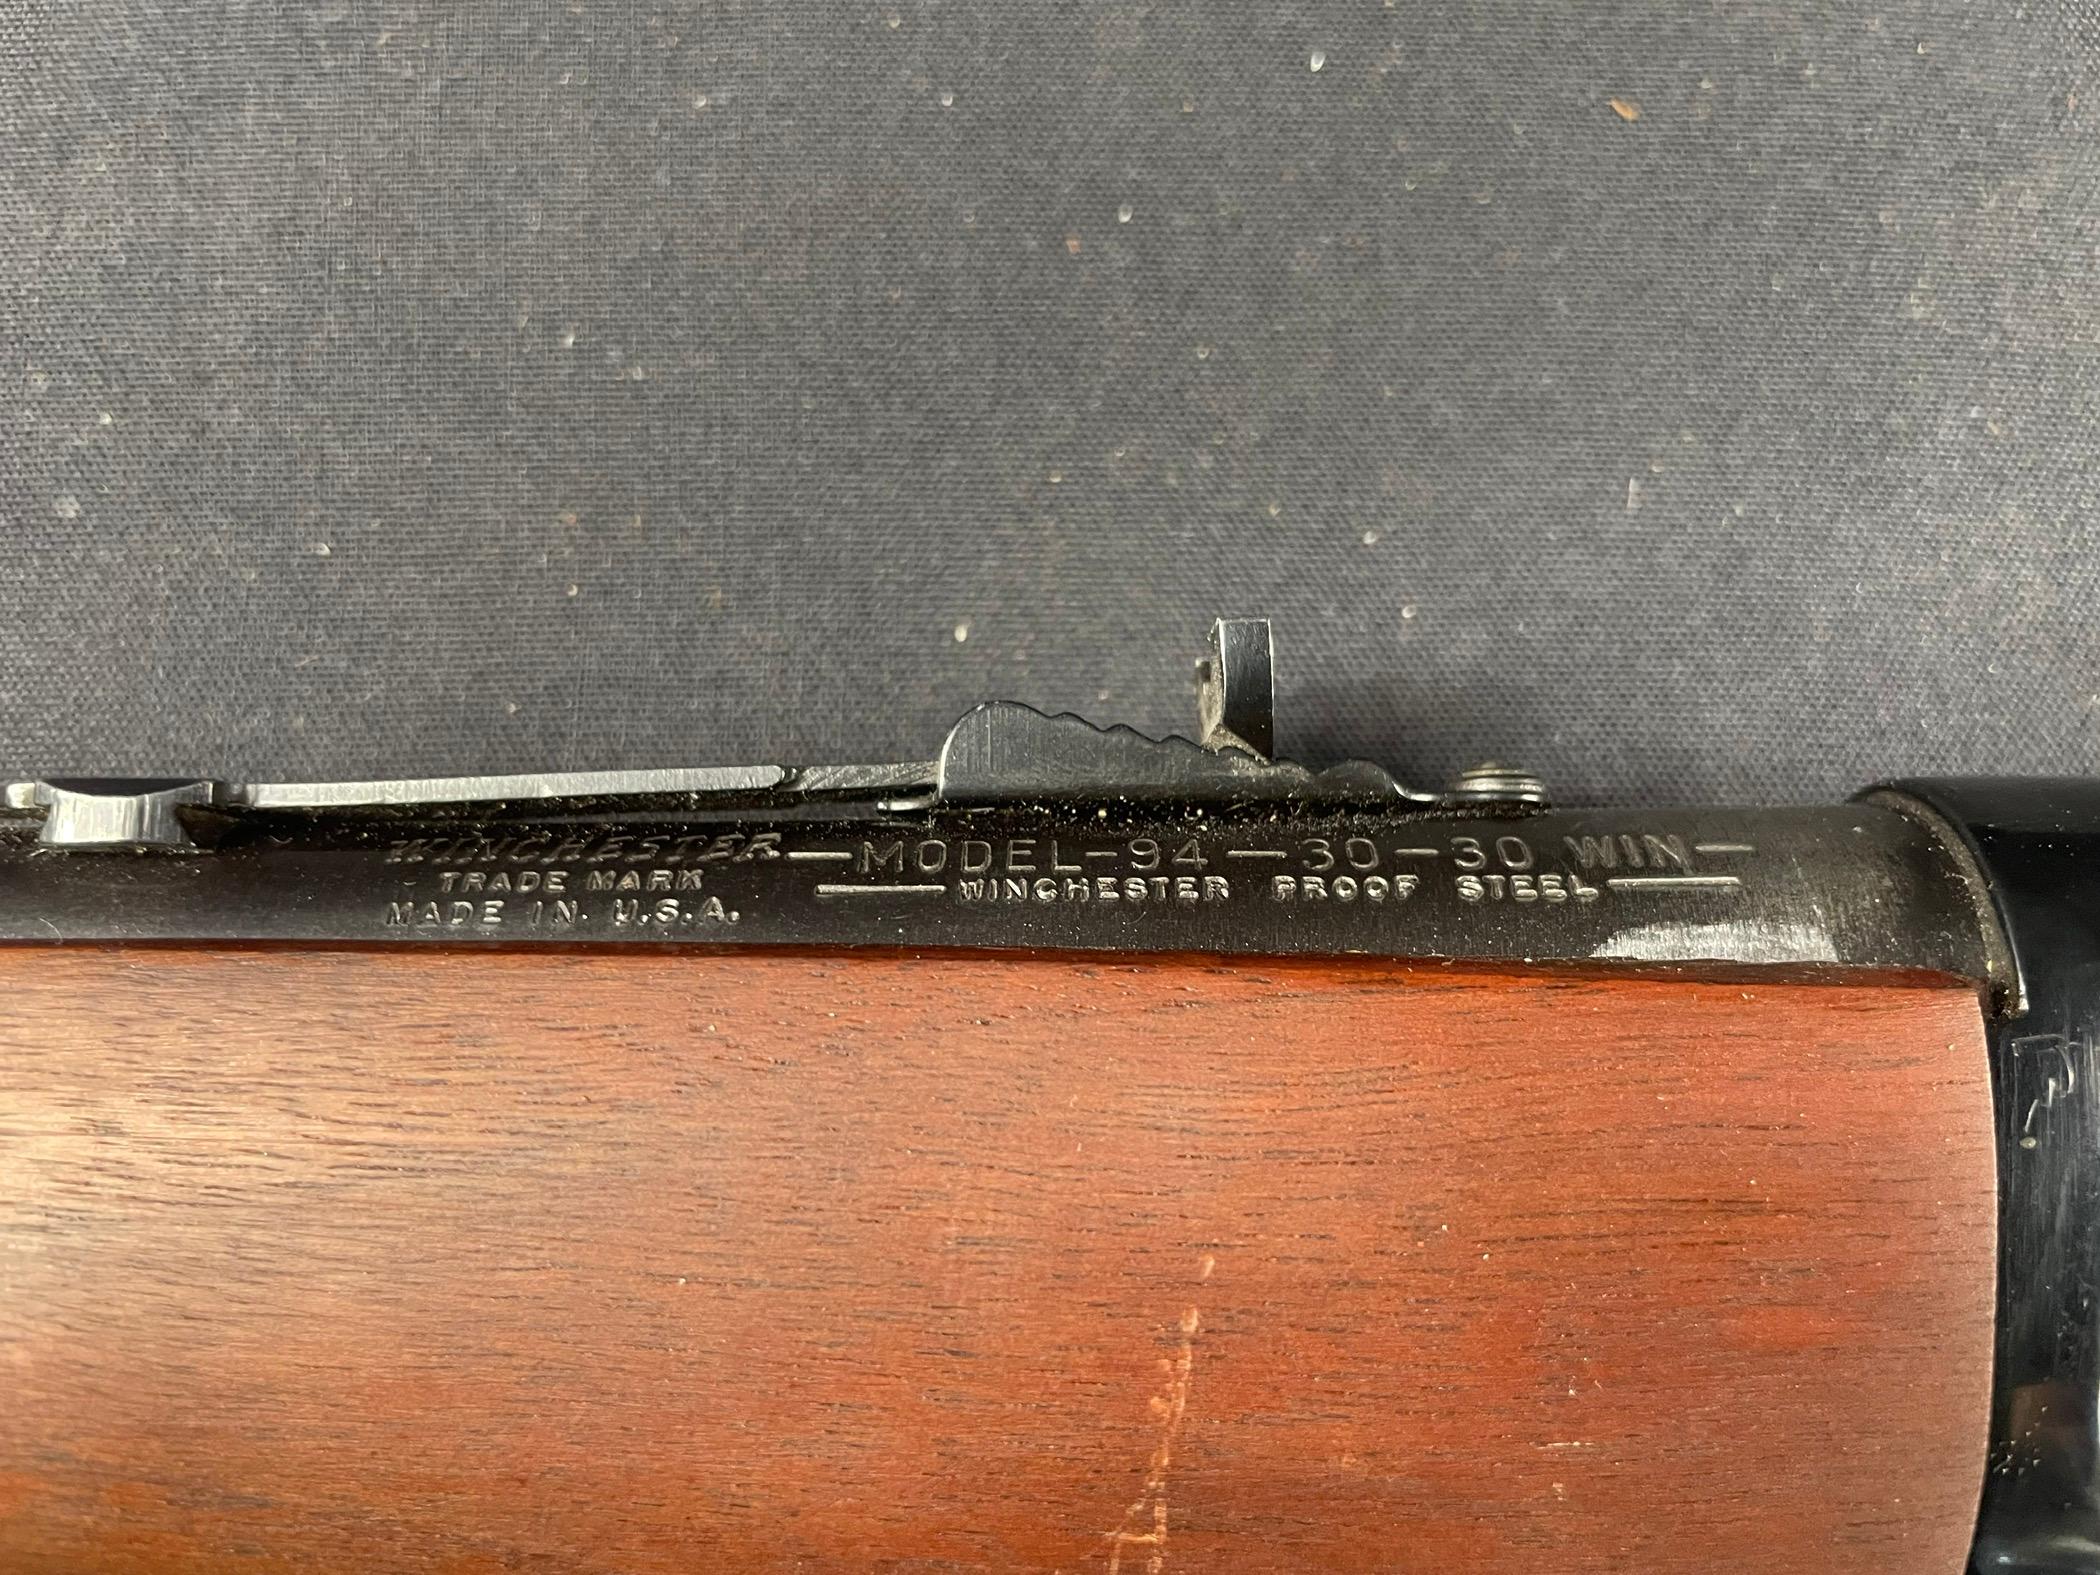 WINCHESTER—MODEL-94—30-30 WIN—
TRADE MARK
—WINCHESTER PROOF STEEL—
MADE IN U.S.A.